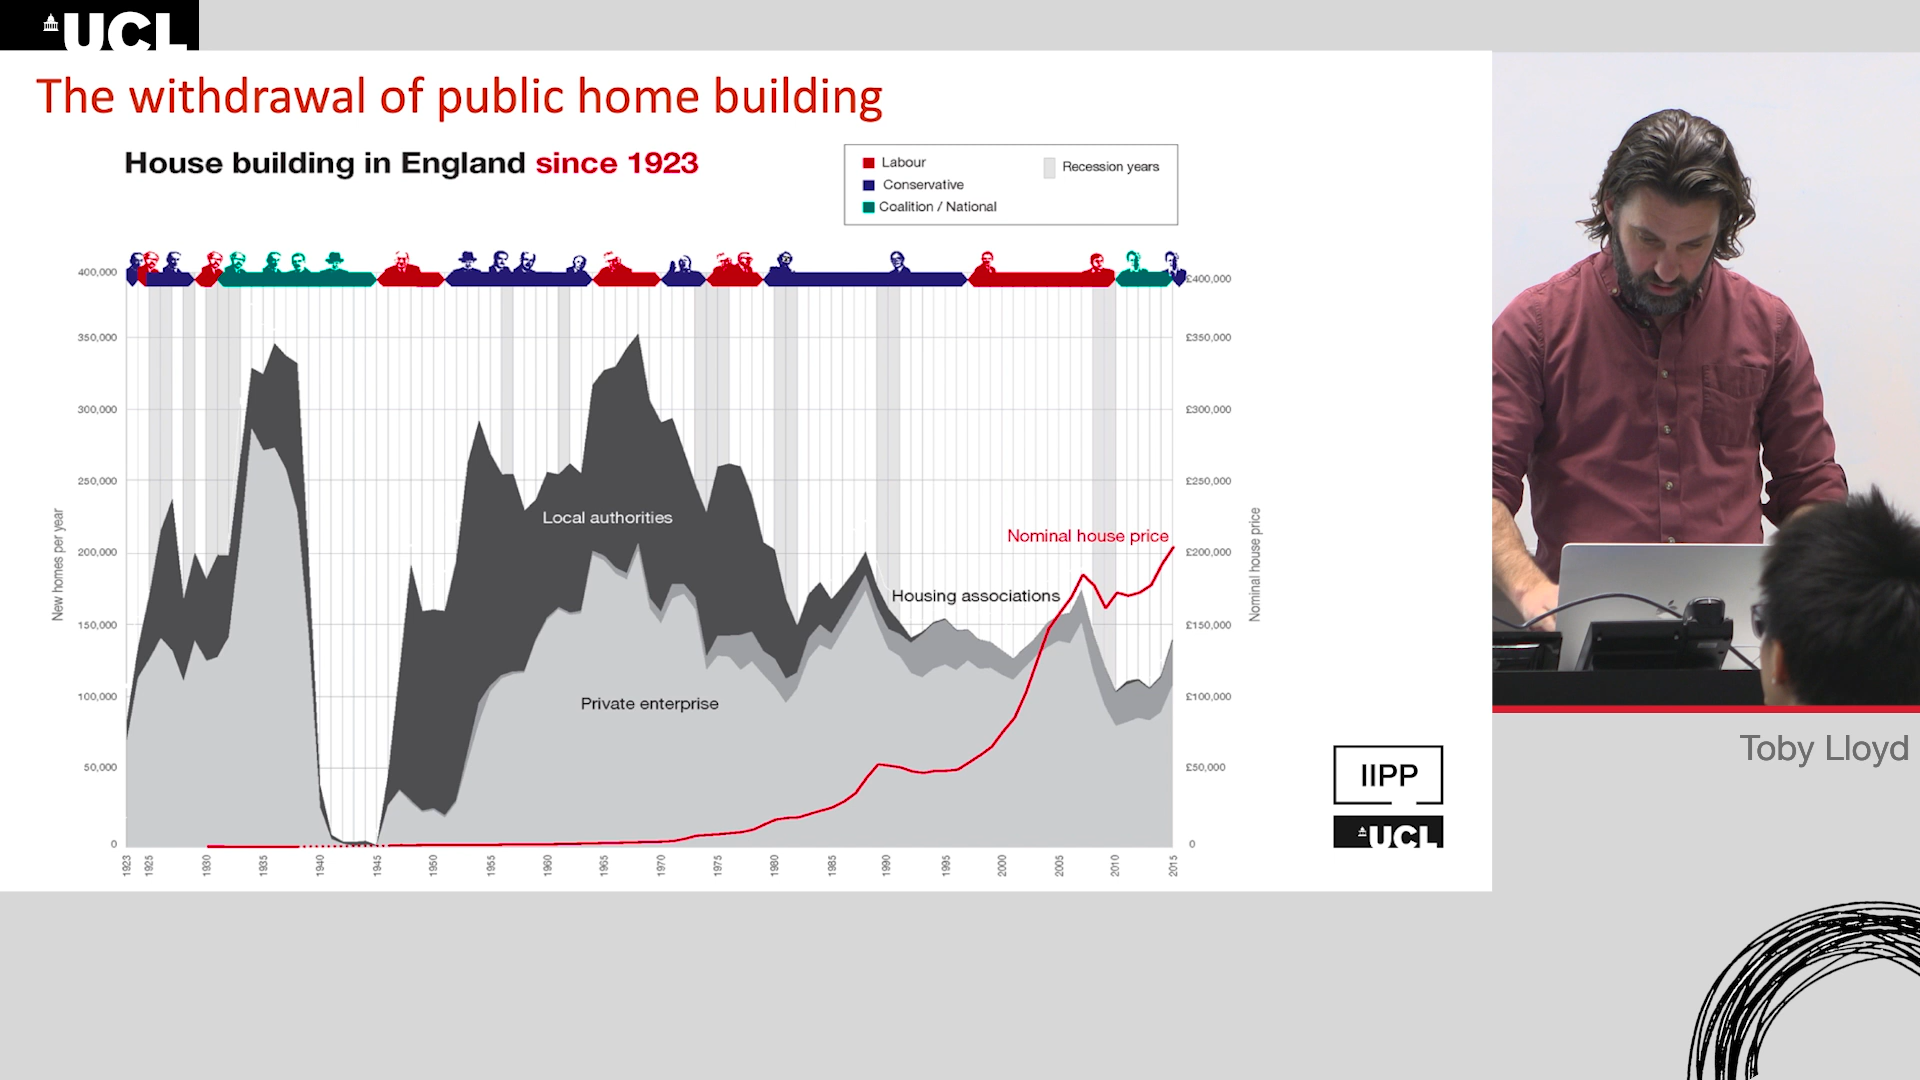 UCL
The withdrawal of public home building
House building in England since 1923
Labour
Conservative
Coalition / National
Recession years
400,000
350,000
300,000
250,000
200,000
150,000
100,000
50,000
0
New homes per year
£400,000
£350,000
£300,000
£250,000
£200,000
£150,000
£100,000
£50,000
0
Nominal house price
Local authorities
Nominal house price
Housing associations
Private enterprise
1923
1925
1930
1935
1940
1945
1950
1955
1960
1965
1970
1975
1980
1985
1990
1995
2000
2005
2010
2015
IIPP
UCL
Toby Lloyd